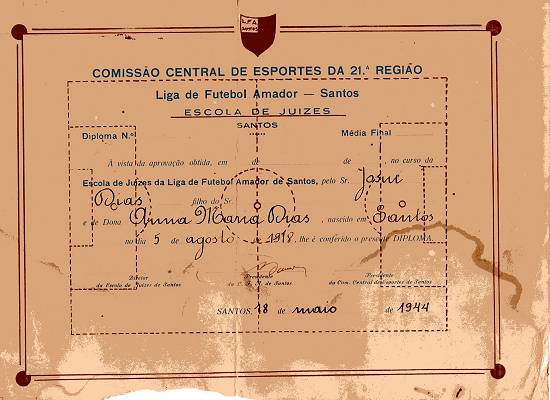 L.F.A.
SANTOS
COMISSÃO CENTRAL DE ESPORTES DA 21.ª REGIÃO
Liga de Futebol Amador — Santos
ESCOLA DE JUIZES
SANTOS
Diploma N.º Média Final
À vista da aprovação obtida, em de de , no curso da
Escola de Juizes da Liga de Futebol Amador de Santos, pelo Sr. Josué
Dias filho do Sr.
e de Dona Anna Maria Dias, nascido em Santos
no dia 5 de agosto de 1918, lhe é conferido o presente DIPLOMA.
Diretor Presidente Presidente
da Escola de Juizes de Santos da L. F. A. de Santos da Com. Central de Esportes de Santos
SANTOS, 18 de maio de 1944